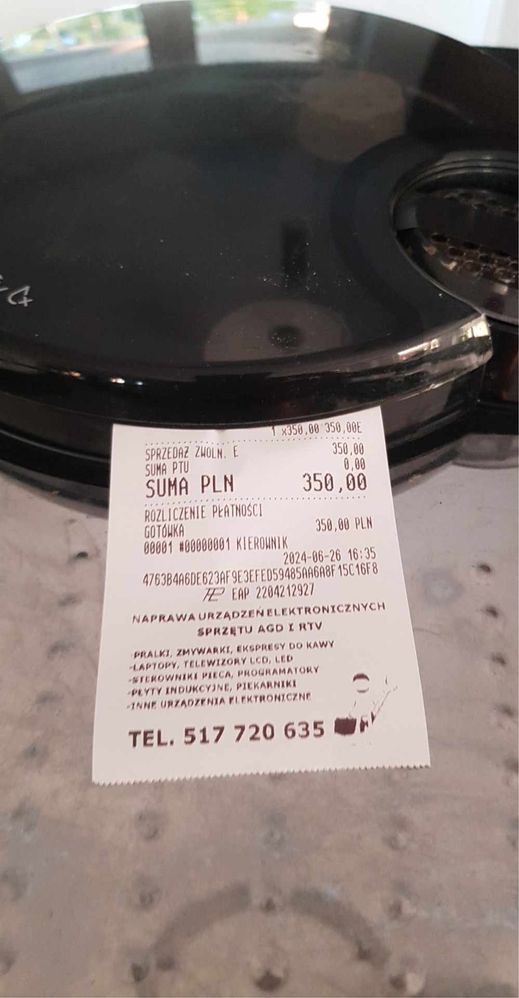 1 x350,00 350,00E
SPRZEDAŻ ZWOLN. E 350,00
SUMA PTU 0,00
SUMA PLN 350,00
ROZLICZENIE PŁATNOŚCI
GOTÓWKA 350,00 PLN
00001 #00000001 KIEROWNIK
2024-06-26 16:35
4763B4A6DE623AF9E3EFED59485AA6A8F15C16F8
EAP 2204212927
NAPRAWA URZĄDZEŃ ELEKTRONICZNYCH
SPRZĘTU AGD I RTV
PRALKI, ZMYWARKI, EKSPRESY DO KAWY
-LAPTOPY, TELEWIZORY LCD, LED
-STEROWNIKI PIECA, PROGRAMATORY
-PŁYTY INDUKCYJNE, PIEKARNIKI
-INNE URZĄDZENIA ELEKTRONICZNE
TEL. 517 720 635